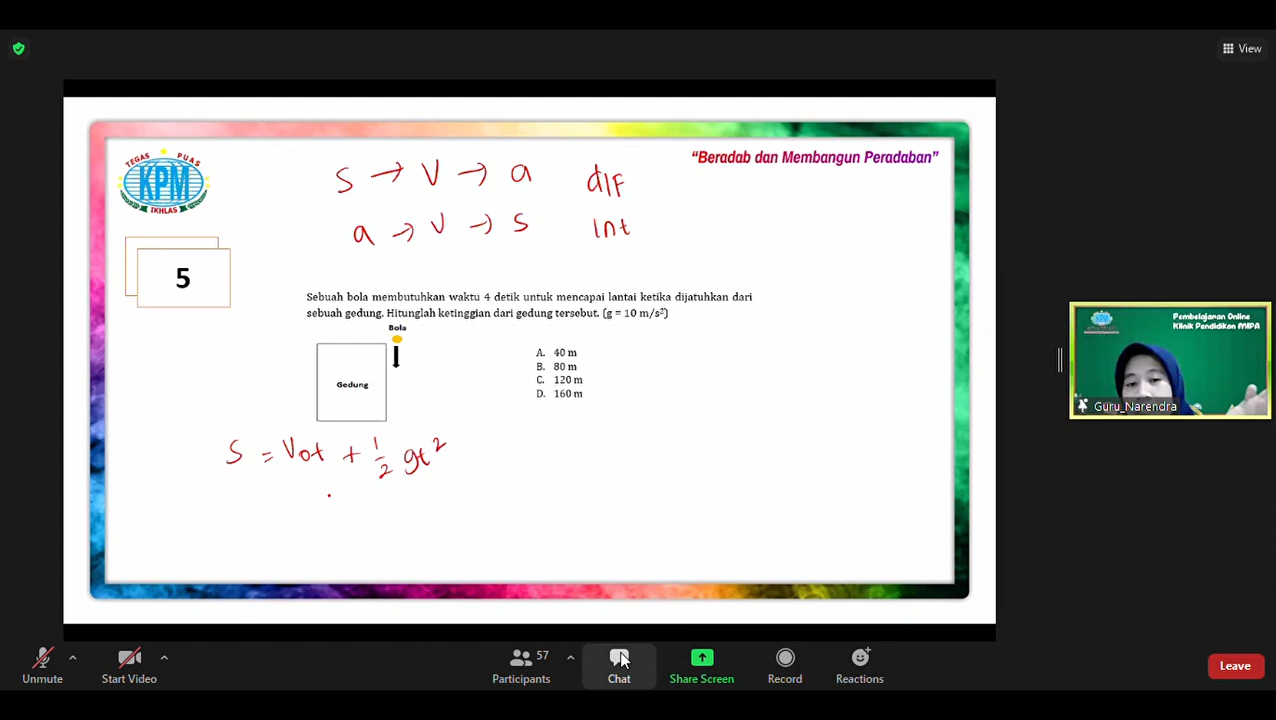 View
"Beradab dan Membangun Peradaban"
TEGAS PUAS
KPM
IKHLAS
S → V → a dIF
a → V → S Int
5
Sebuah bola membutuhkan waktu 4 detik untuk mencapai lantai ketika dijatuhkan dari
sebuah gedung. Hitunglah ketinggian dari gedung tersebut. (g = 10 m/s²)
Bola
Gedung
A. 40 m
B. 80 m
C. 120 m
D. 160 m
S = Vot + 1/2 gt²
Pembelajaran Online
Klinik Pendidikan MIPA
Guru_Narendra
Unmute
Start Video
57
Participants
Chat
Share Screen
Record
Reactions
Leave